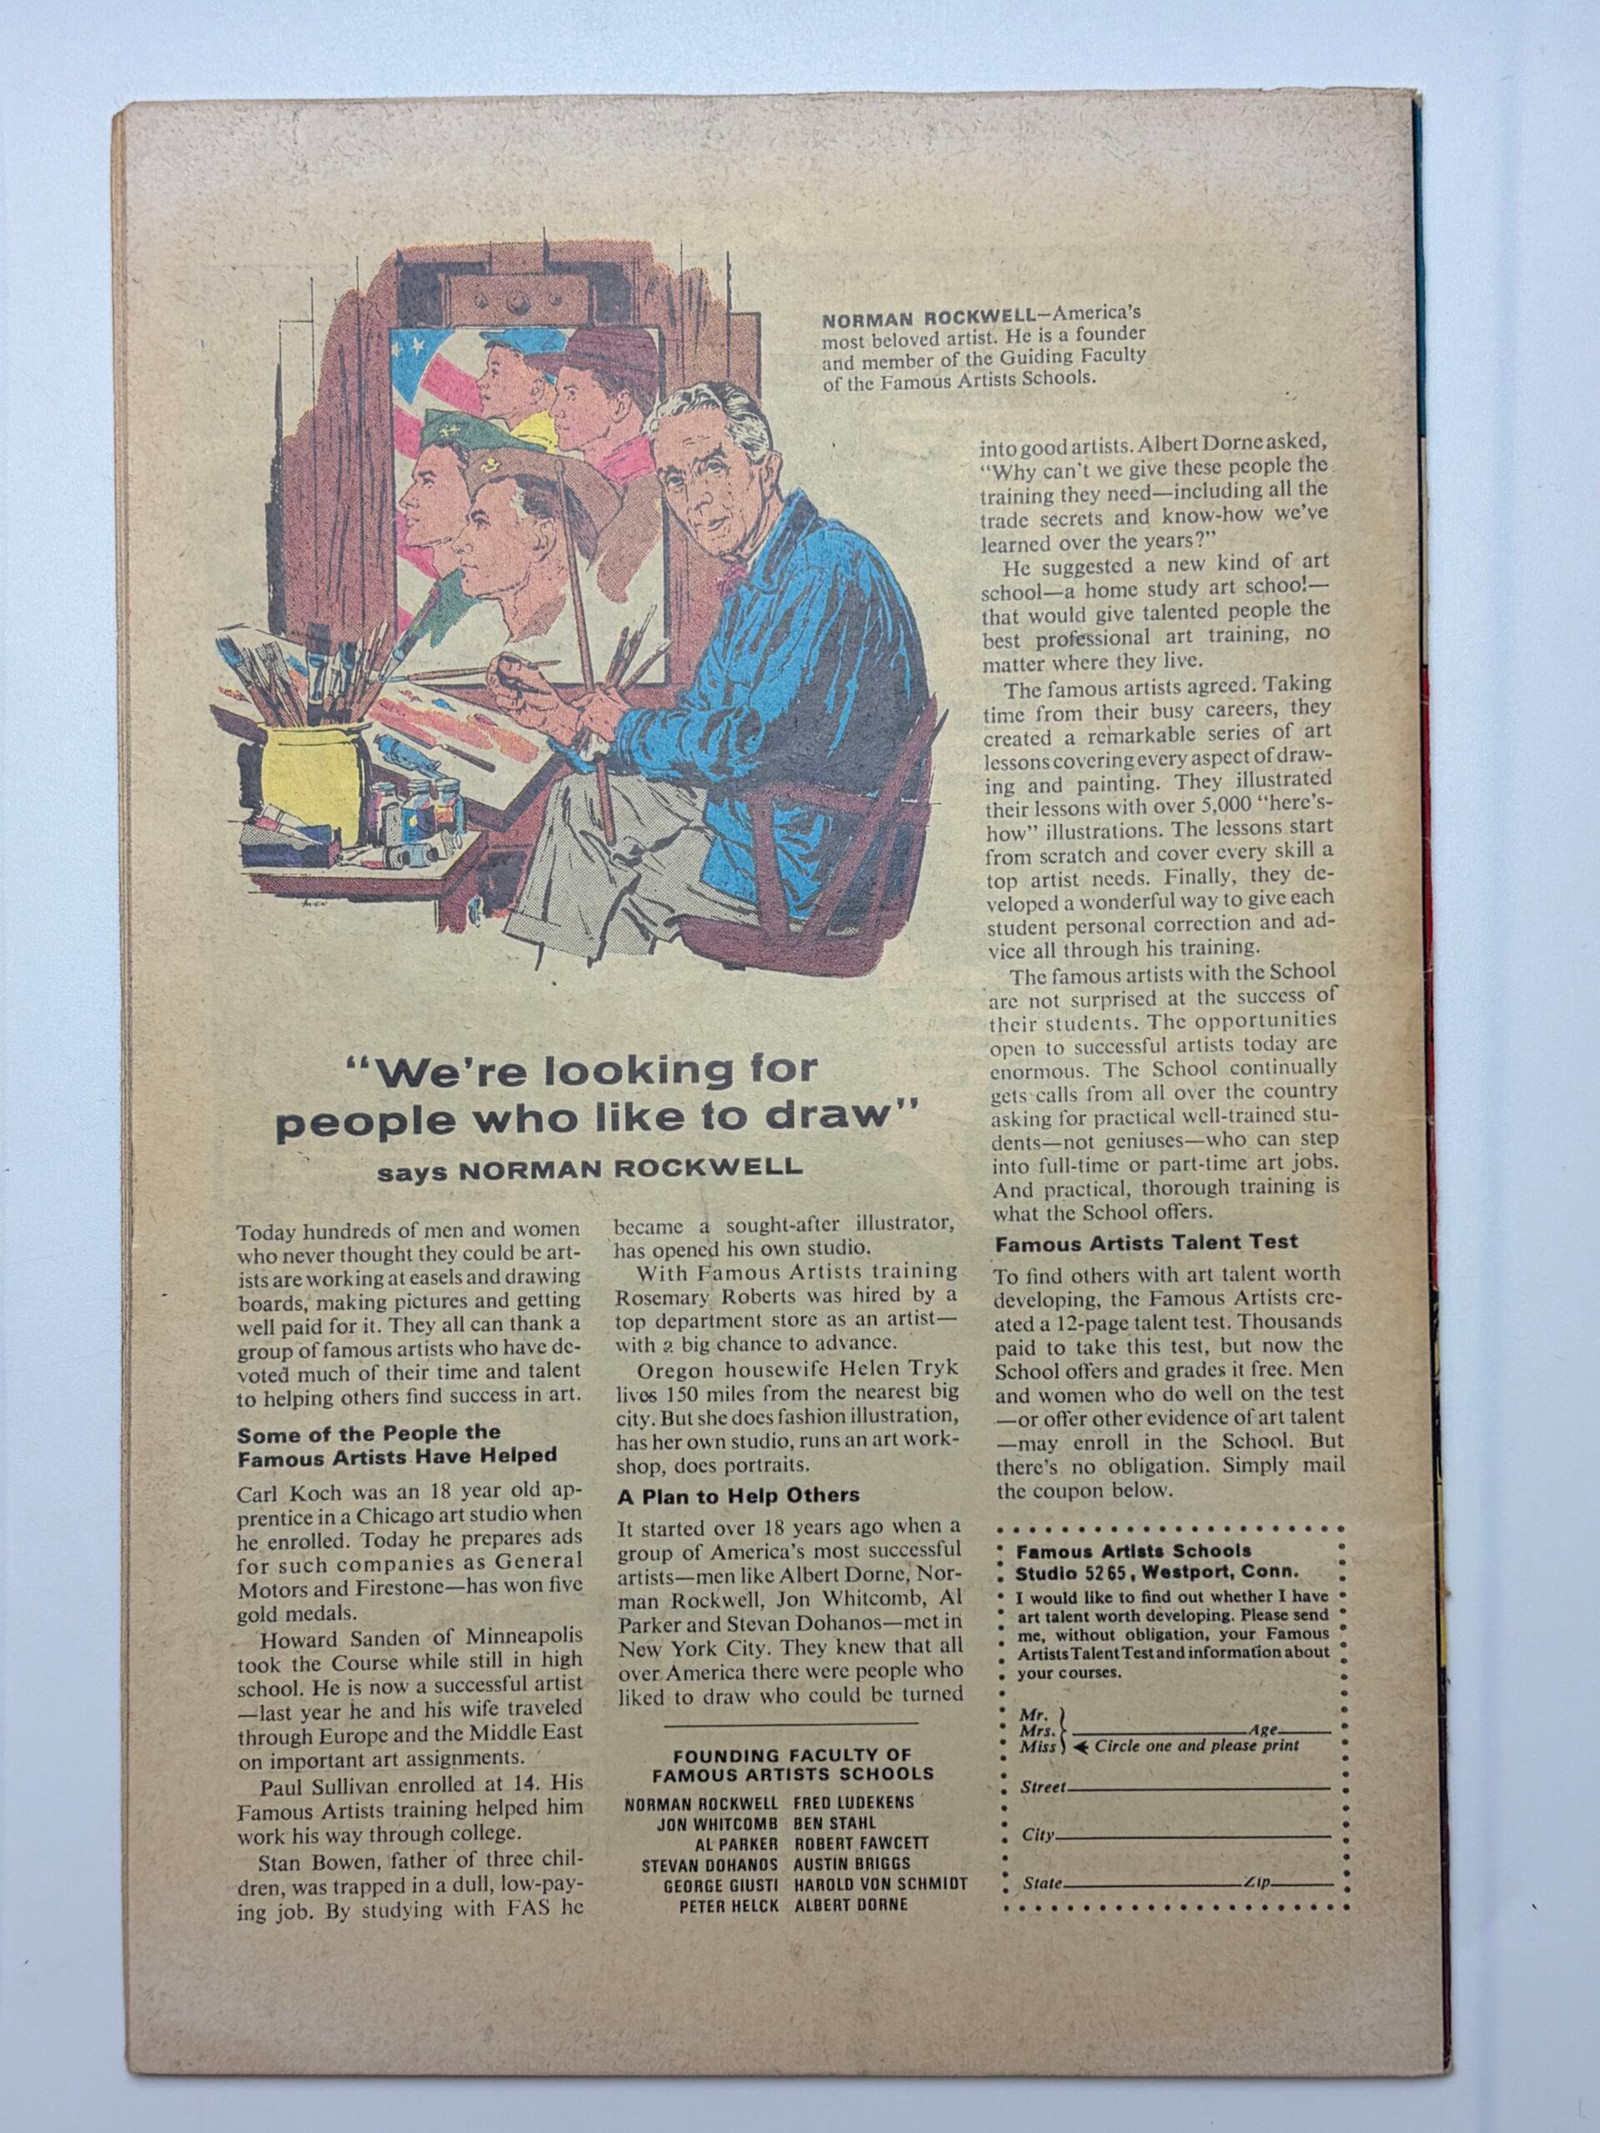 NORMAN ROCKWELL—America's
most beloved artist. He is a founder
and member of the Guiding Faculty
of the Famous Artists Schools.
"We're looking for
people who like to draw"
says NORMAN ROCKWELL
Today hundreds of men and women
who never thought they could be art-
ists are working at easels and drawing
boards, making pictures and getting
well paid for it. They all can thank a
group of famous artists who have de-
voted much of their time and talent
to helping others find success in art.
Some of the People the
Famous Artists Have Helped
Carl Koch was an 18 year old ap-
prentice in a Chicago art studio when
he enrolled. Today he prepares ads
for such companies as General
Motors and Firestone—has won five
gold medals.
Howard Sanden of Minneapolis
took the Course while still in high
school. He is now a successful artist
—last year he and his wife traveled
through Europe and the Middle East
on important art assignments.
Paul Sullivan enrolled at 14. His
Famous Artists training helped him
work his way through college.
Stan Bowen, father of three chil-
dren, was trapped in a dull, low-pay-
ing job. By studying with FAS he
became a sought-after illustrator,
has opened his own studio.
With Famous Artists training
Rosemary Roberts was hired by a
top department store as an artist—
with a big chance to advance.
Oregon housewife Helen Tryk
lives 150 miles from the nearest big
city. But she does fashion illustration,
has her own studio, runs an art work-
shop, does portraits.
A Plan to Help Others
It started over 18 years ago when a
group of America's most successful
artists—men like Albert Dorne, Nor-
man Rockwell, Jon Whitcomb, Al
Parker and Stevan Dohanos—met in
New York City. They knew that all
over America there were people who
liked to draw who could be turned
FOUNDING FACULTY OF
FAMOUS ARTISTS SCHOOLS
NORMAN ROCKWELL FRED LUDEKENS
JON WHITCOMB BEN STAHL
AL PARKER ROBERT FAWCETT
STEVAN DOHANOS AUSTIN BRIGGS
GEORGE GIUSTI HAROLD VON SCHMIDT
PETER HELCK ALBERT DORNE
into good artists. Albert Dorne asked,
"Why can't we give these people the
training they need—including all the
trade secrets and know-how we've
learned over the years?"
He suggested a new kind of art
school—a home study art school—
that would give talented people the
best professional art training, no
matter where they live.
The famous artists agreed. Taking
time from their busy careers, they
created a remarkable series of art
lessons covering every aspect of draw-
ing and painting. They illustrated
their lessons with over 5,000 "here's-
how" illustrations. The lessons start
from scratch and cover every skill a
top artist needs. Finally, they de-
veloped a wonderful way to give each
student personal correction and ad-
vice all through his training.
The famous artists with the School
are not surprised at the success of
their students. The opportunities
open to successful artists today are
enormous. The School continually
gets calls from all over the country
asking for practical well-trained stu-
dents—not geniuses—who can step
into full-time or part-time art jobs.
And practical, thorough training is
what the School offers.
Famous Artists Talent Test
To find others with art talent worth
developing, the Famous Artists cre-
ated a 12-page talent test. Thousands
paid to take this test, but now the
School offers and grades it free. Men
and women who do well on the test
—or offer other evidence of art talent
—may enroll in the School. But
there's no obligation. Simply mail
the coupon below.
Famous Artists Schools
Studio 5265, Westport, Conn.
I would like to find out whether I have
art talent worth developing. Please send
me, without obligation, your Famous
Artists Talent Test and information about
your courses.
Mr.
Mrs. Age
Miss Circle one and please print
Street
City
State Zip